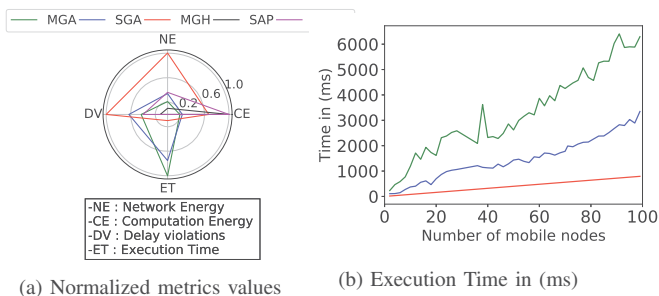 MGA SGA MGH SAP
NE
1.0
0.6
0.2
DV
CE
ET
-NE : Network Energy
-CE : Computation Energy
-DV : Delay violations
-ET : Execution Time
(a) Normalized metrics values
Time in (ms)
6000
5000
4000
3000
2000
1000
0
0 20 40 60 80 100
Number of mobile nodes
(b) Execution Time in (ms)